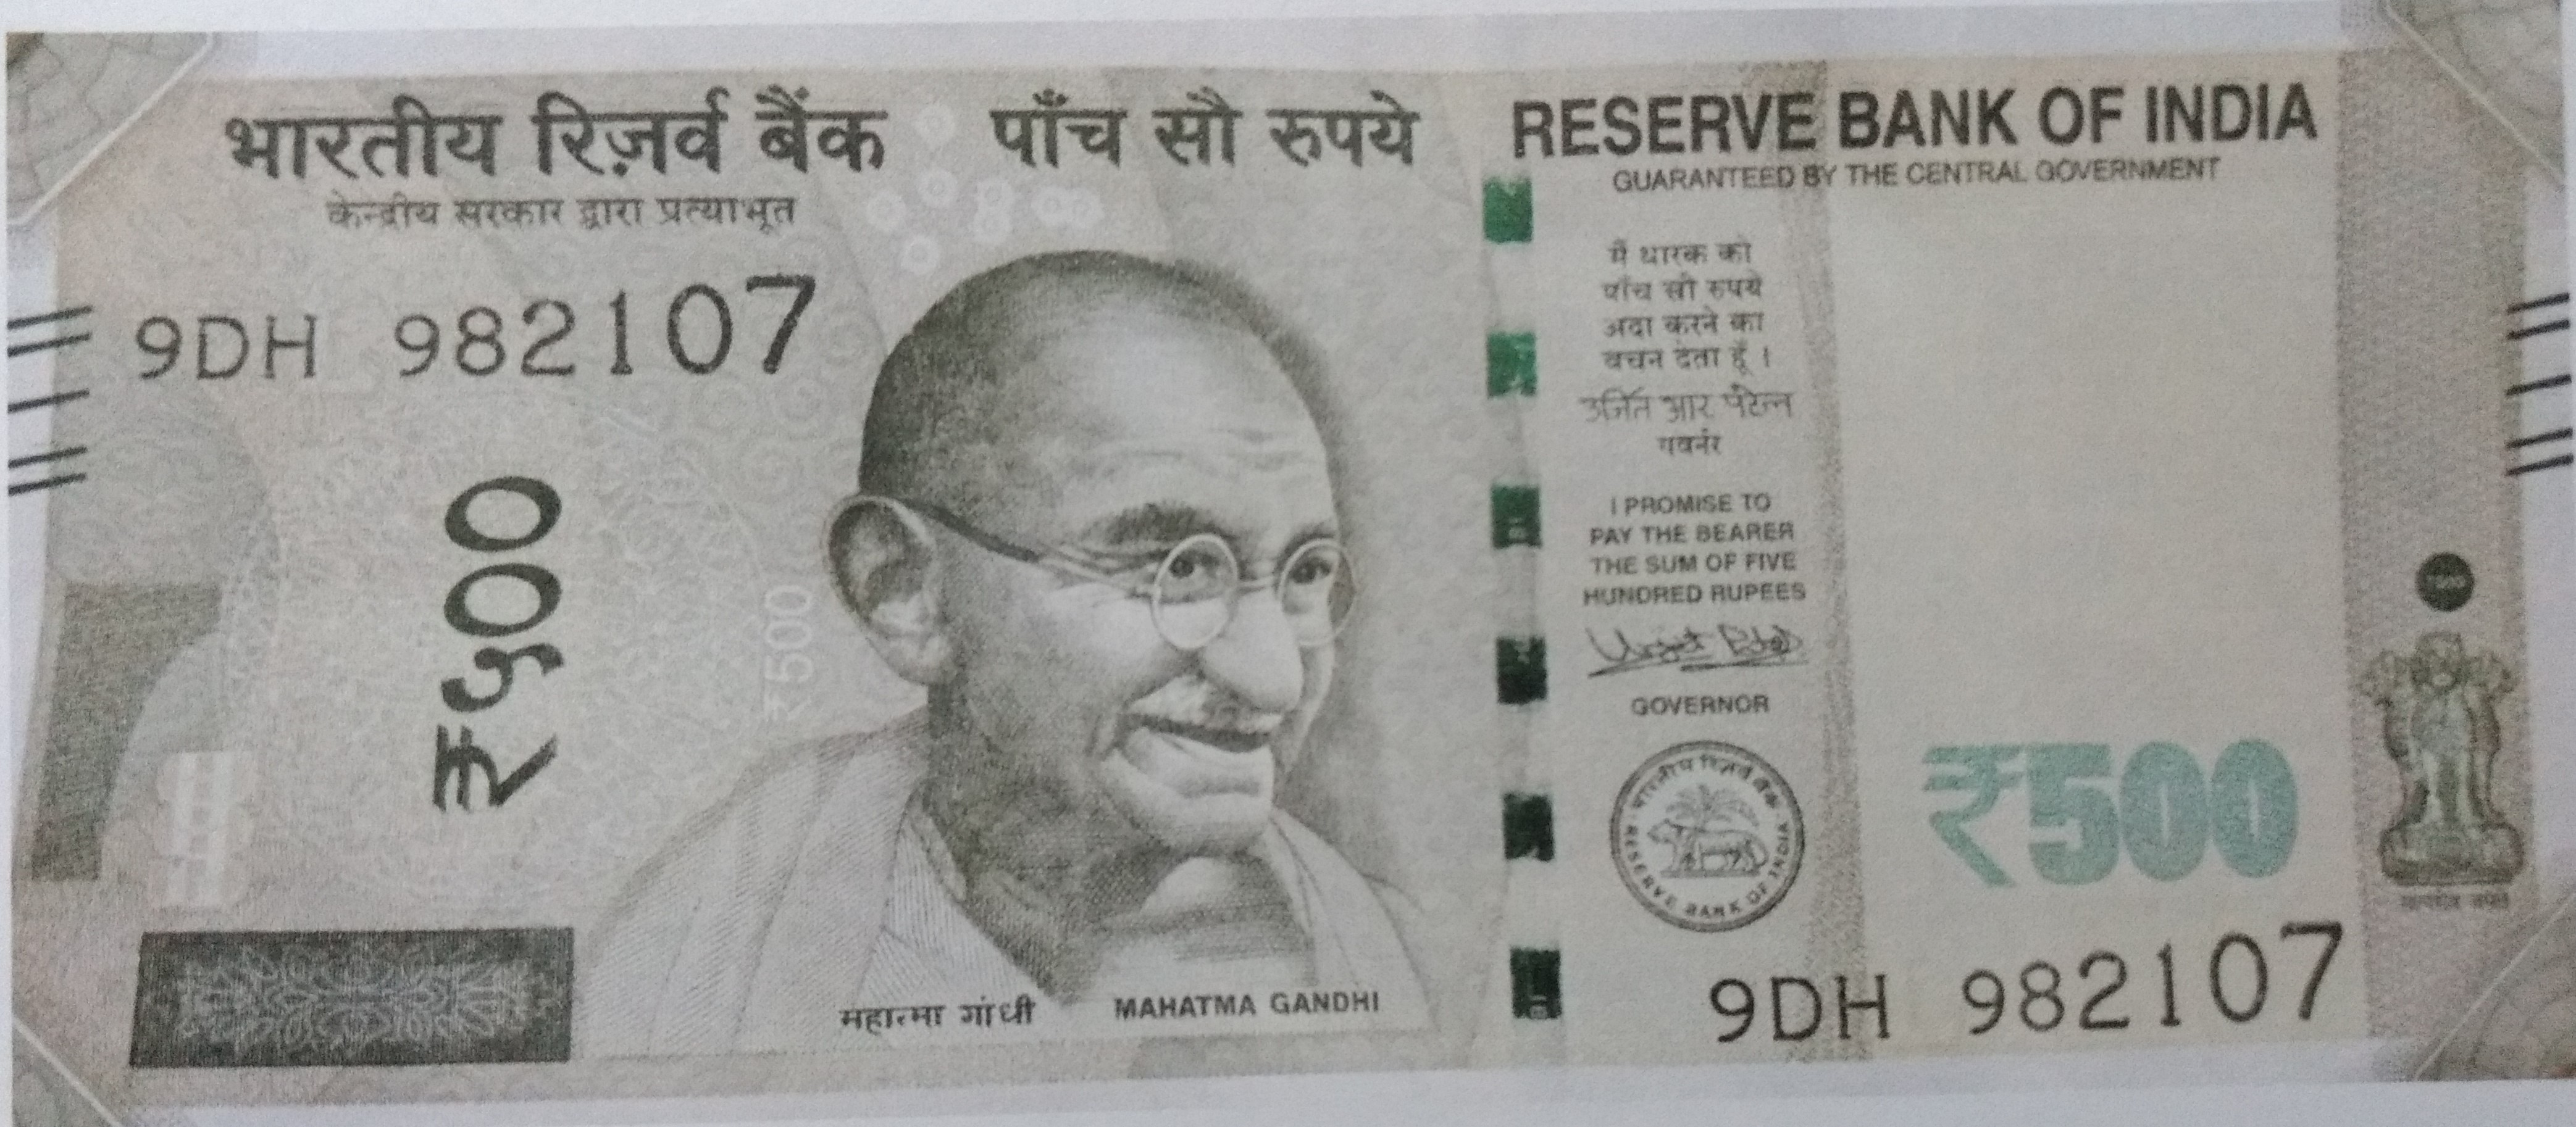 भारतीय रिज़र्व बैंक
केन्द्रीय सरकार द्वारा प्रत्याभूत
पाँच सौ रुपये
RESERVE BANK OF INDIA
GUARANTEED BY THE CENTRAL GOVERNMENT
9DH 982107
₹५००
₹500
मैं धारक को
पाँच सौ रुपये
अदा करने का
वचन देता हूँ ।
उर्जित आर पटेल
गवर्नर
I PROMISE TO
PAY THE BEARER
THE SUM OF FIVE
HUNDRED RUPEES
Urjit Patel
GOVERNOR
भारतीय रिज़र्व बैंक
RESERVE BANK OF INDIA
₹500
सत्यमेव जयते
महात्मा गांधी
MAHATMA GANDHI
9DH 982107